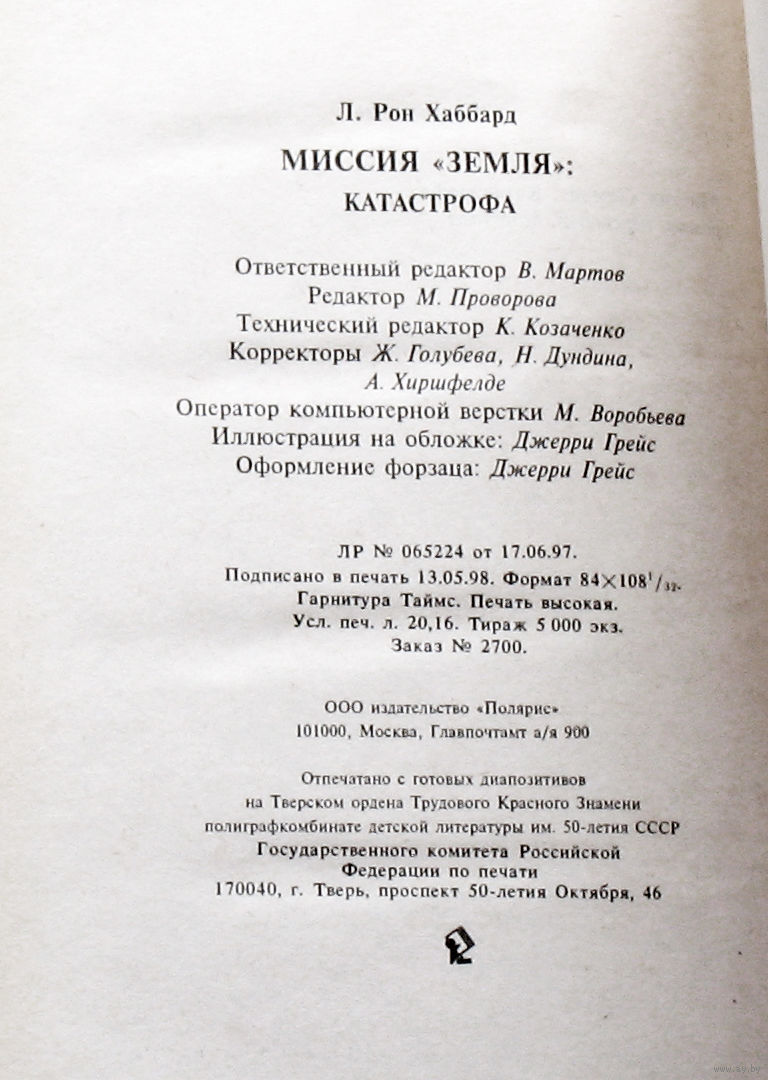 Л. Рон Хаббард
МИССИЯ «ЗЕМЛЯ»:
КАТАСТРОФА
Ответственный редактор В. Мартов
Редактор М. Проворова
Технический редактор К. Козаченко
Корректоры Ж. Голубева, Н. Дундина,
А. Хиршфелде
Оператор компьютерной верстки М. Воробьева
Иллюстрация на обложке: Джерри Грейс
Оформление форзаца: Джерри Грейс
ЛР № 065224 от 17.06.97.
Подписано в печать 13.05.98. Формат 84×108¹/₃₂.
Гарнитура Таймс. Печать высокая.
Усл. печ. л. 20,16. Тираж 5 000 экз.
Заказ № 2700.
ООО издательство «Полярис»
101000, Москва, Главпочтамт а/я 900
Отпечатано с готовых диапозитивов
на Тверском ордена Трудового Красного Знамени
полиграфкомбинате детской литературы им. 50-летия СССР
Государственного комитета Российской
Федерации по печати
170040, г. Тверь, проспект 50-летия Октября, 46
www.ay.by